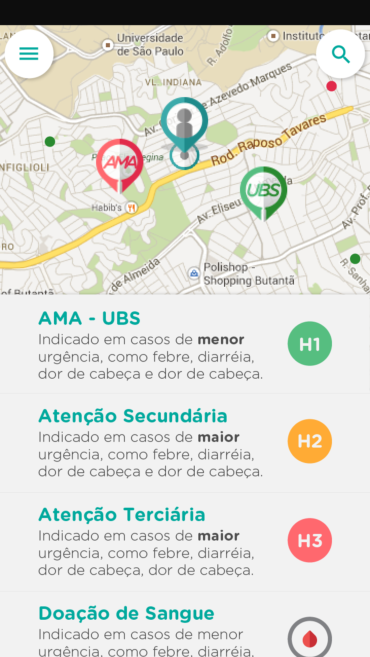 Universidade
de São Paulo
R. Adolfo
Instituto
VL. INDIANA
Av.
de Azevedo Marques
AMA
Rod. Raposo Tavares
NFIGLIOLI
UBS
Habib's
Av. Eliseu
Av. Prof.
RO
de Almeida
Polishop -
Shopping Butantã
of Butantã
AMA - UBS
Indicado em casos de menor
urgência, como febre, diarréia,
dor de cabeça e dor de cabeça.
H1
Atenção Secundária
Indicado em casos de maior
urgência, como febre, diarréia,
dor de cabeça e dor de cabeça.
H2
Atenção Terciária
Indicado em casos de maior
urgência, como febre, diarréia,
dor de cabeça, dor de cabeça.
H3
Doação de Sangue
Indicado em casos de menor
urgência, como febre, diarréia,